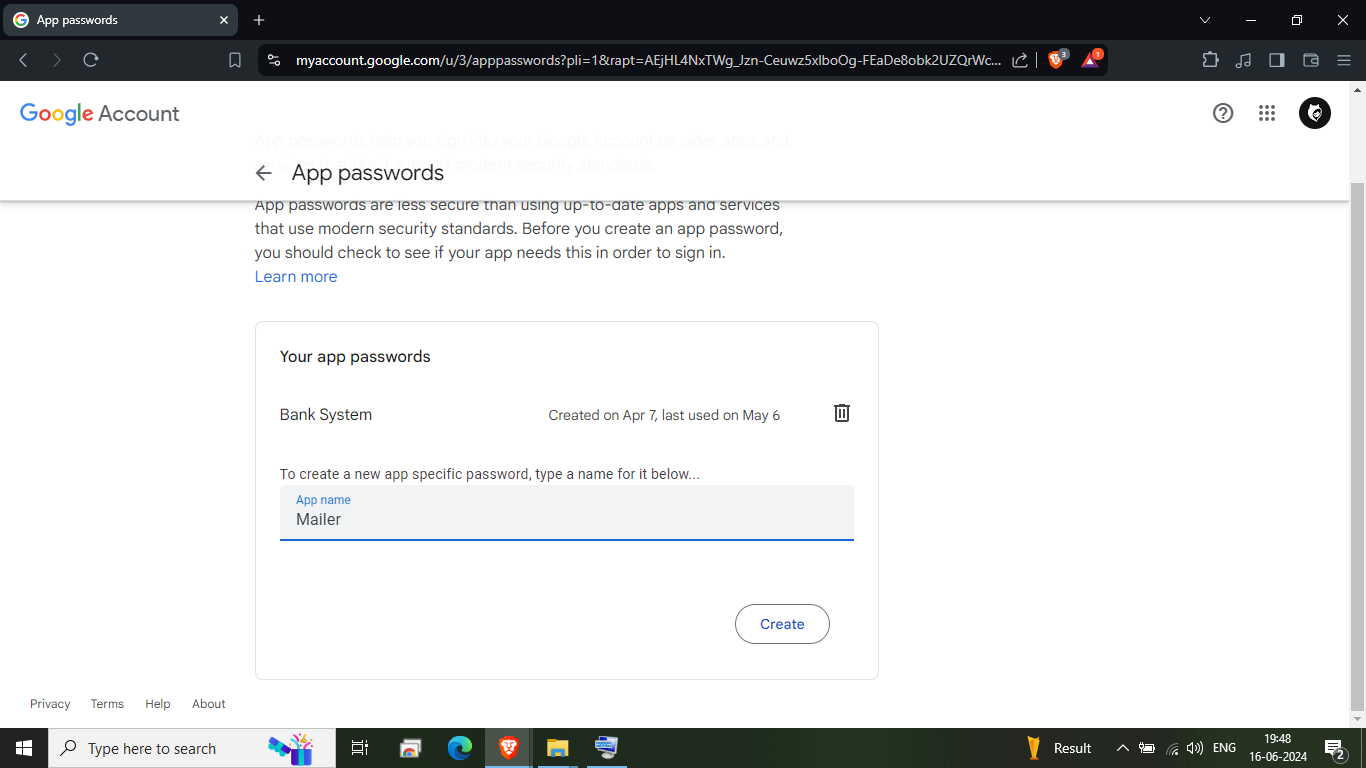 App passwords
myaccount.google.com/u/3/apppasswords?pli=1&rapt=AEjHL4NxTWg_Jzn-Ceuwz5xlboOg-FEaDe8obk2UZQrWc...
3
1
Google Account
App passwords help you sign into your Google Account on older apps and
services that don't support modern security standards.
App passwords
App passwords are less secure than using up-to-date apps and services
that use modern security standards. Before you create an app password,
you should check to see if your app needs this in order to sign in.
Learn more
Your app passwords
Bank System
Created on Apr 7, last used on May 6
To create a new app specific password, type a name for it below...
App name
Mailer
Create
Privacy
Terms
Help
About
Type here to search
Result
ENG
19:48
16-06-2024
2